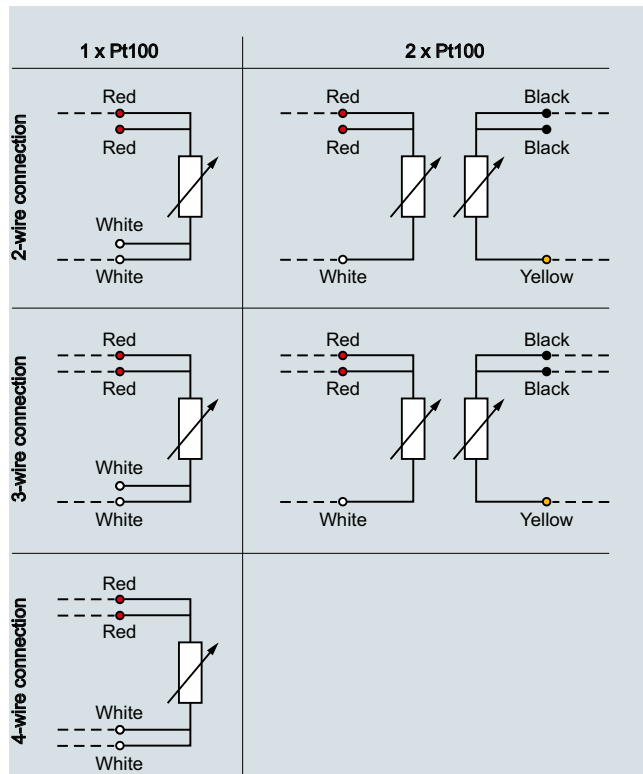 1 x Pt100
2 x Pt100
2-wire connection
Red
Red
White
White
Red
Red
White
Black
Black
Yellow
3-wire connection
Red
Red
White
White
Red
Red
White
Black
Black
Yellow
4-wire connection
Red
Red
White
White